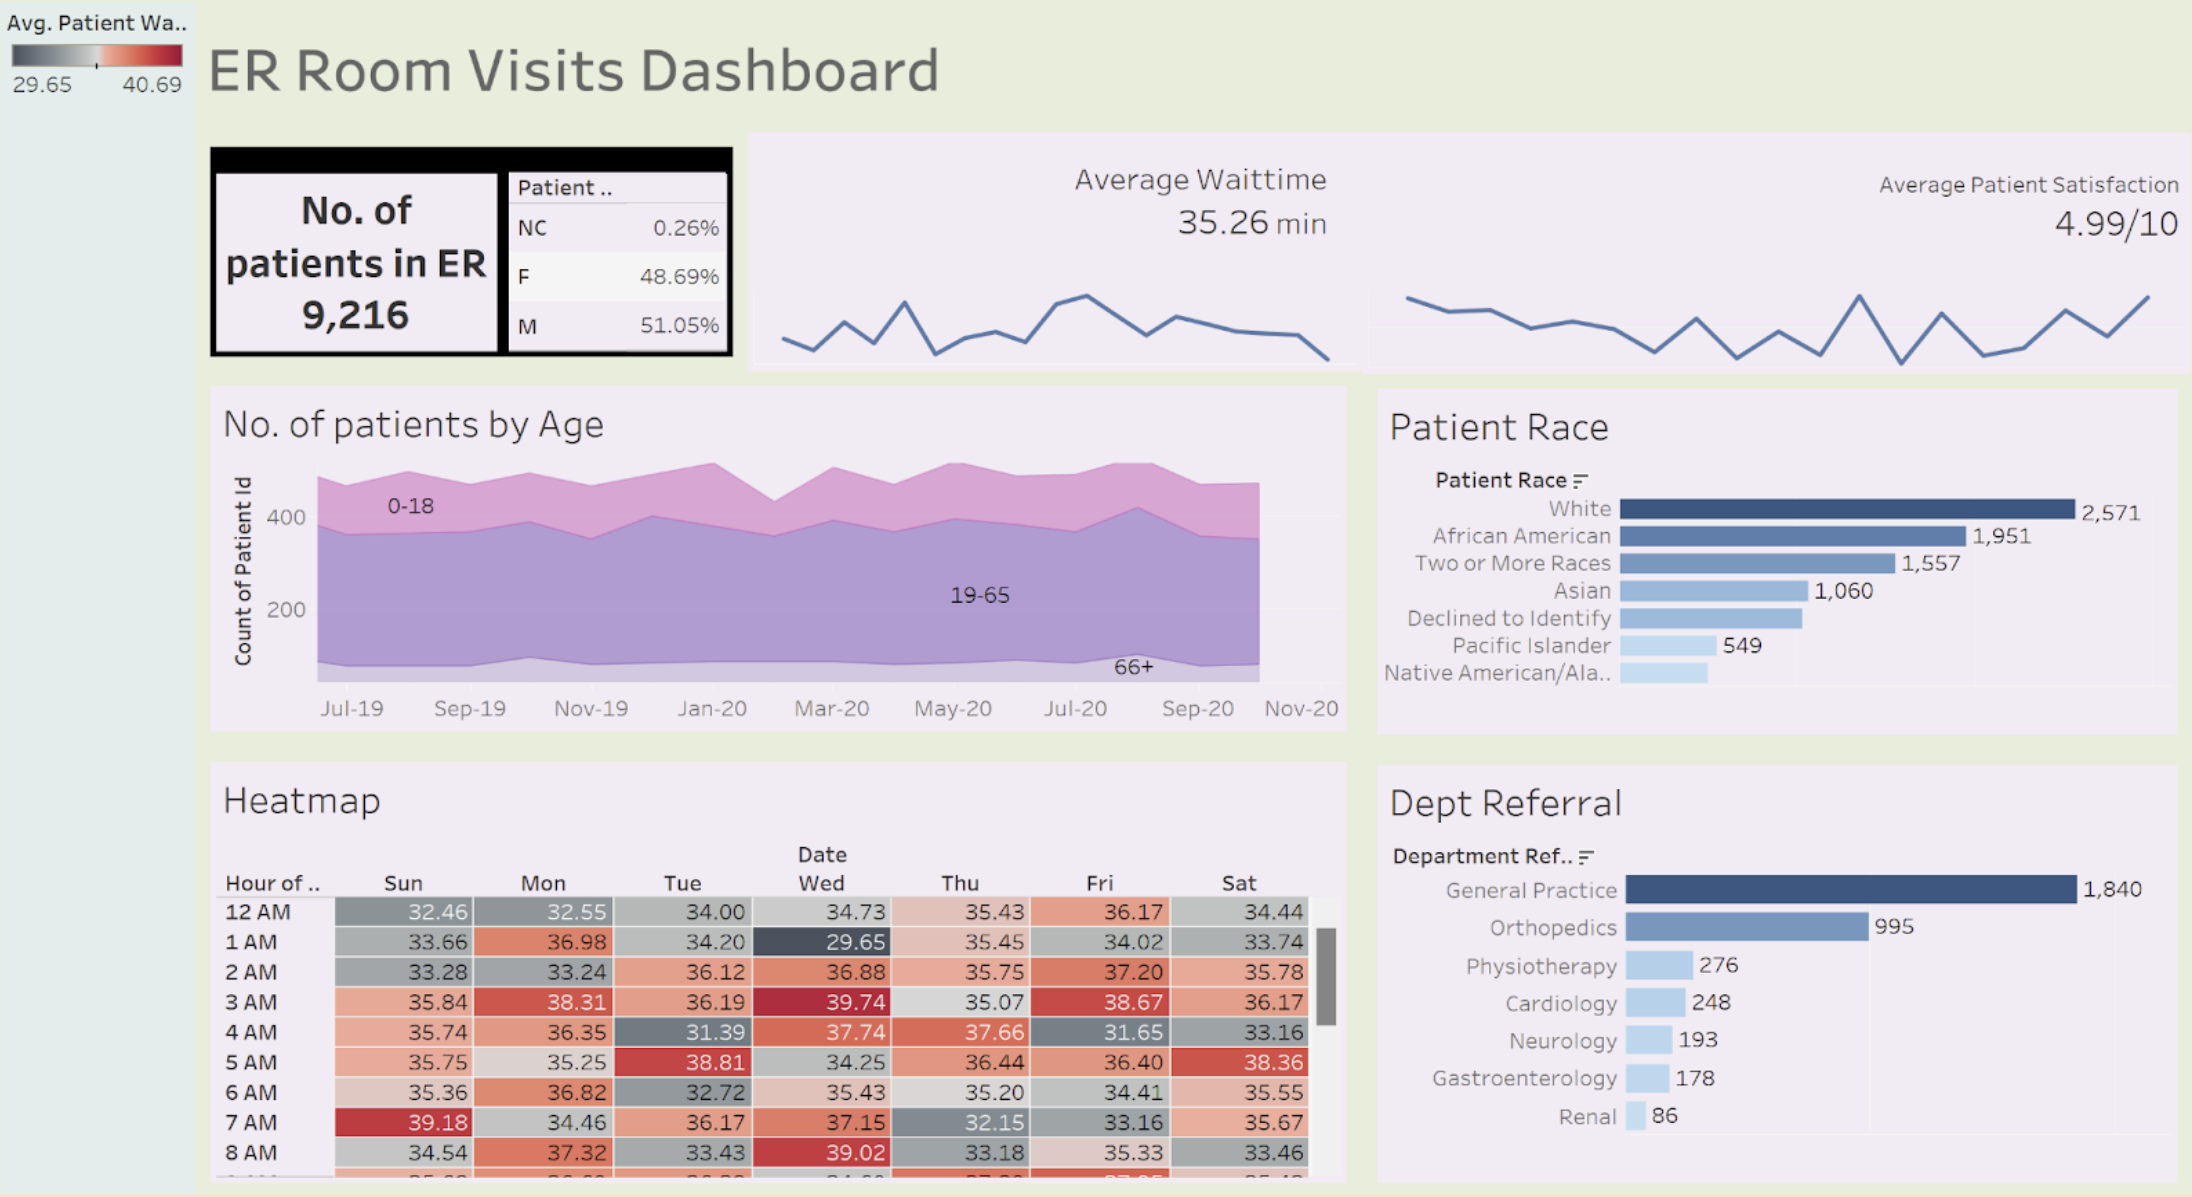 Avg. Patient Wa..
29.65 40.69
ER Room Visits Dashboard
No. of
patients in ER
9,216
Patient ..
NC 0.26%
F 48.69%
M 51.05%
Average Waittime
35.26 min
Average Patient Satisfaction
4.99/10
No. of patients by Age
Count of Patient Id
400
200
0-18
19-65
66+
Jul-19 Sep-19 Nov-19 Jan-20 Mar-20 May-20 Jul-20 Sep-20 Nov-20
Patient Race
Patient Race
White 2,571
African American 1,951
Two or More Races 1,557
Asian 1,060
Declined to Identify
Pacific Islander 549
Native American/Ala..
Heatmap
Date
Hour of .. Sun Mon Tue Wed Thu Fri Sat
12 AM 32.46 32.55 34.00 34.73 35.43 36.17 34.44
1 AM 33.66 36.98 34.20 29.65 35.45 34.02 33.74
2 AM 33.28 33.24 36.12 36.88 35.75 37.20 35.78
3 AM 35.84 38.31 36.19 39.74 35.07 38.67 36.17
4 AM 35.74 36.35 31.39 37.74 37.66 31.65 33.16
5 AM 35.75 35.25 38.81 34.25 36.44 36.40 38.36
6 AM 35.36 36.82 32.72 35.43 35.20 34.41 35.55
7 AM 39.18 34.46 36.17 37.15 32.15 33.16 35.67
8 AM 34.54 37.32 33.43 39.02 33.18 35.33 33.46
Dept Referral
Department Ref..
General Practice 1,840
Orthopedics 995
Physiotherapy 276
Cardiology 248
Neurology 193
Gastroenterology 178
Renal 86